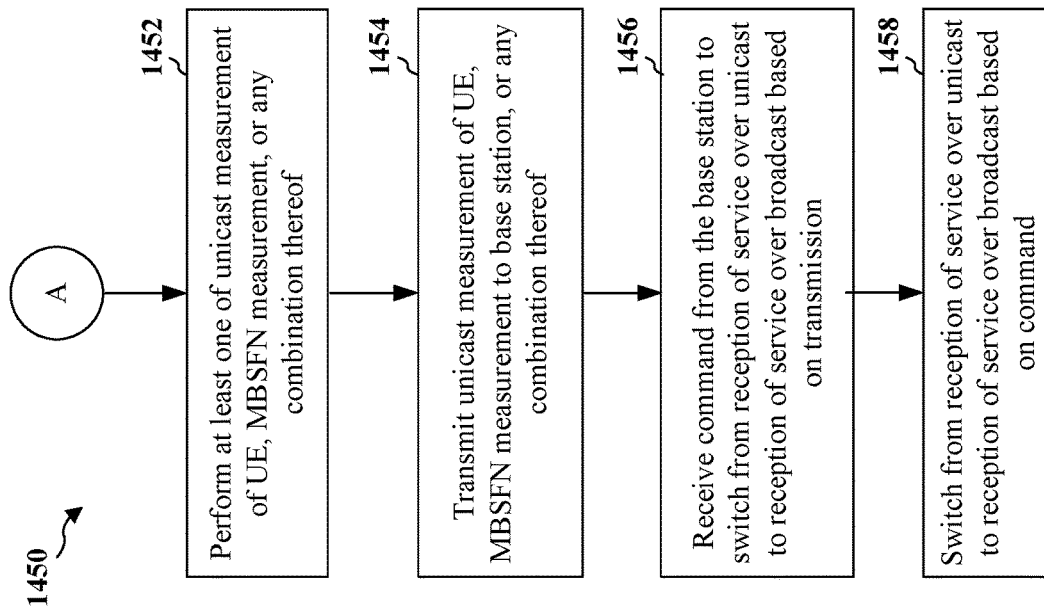 1450
A
1452
Perform at least one of unicast measurement
of UE, MBSFN measurement, or any
combination thereof
1454
Transmit unicast measurement of UE,
MBSFN measurement to base station, or any
combination thereof
1456
Receive command from the base station to
switch from reception of service over unicast
to reception of service over broadcast based
on transmission
1458
Switch from reception of service over unicast
to reception of service over broadcast based
on command